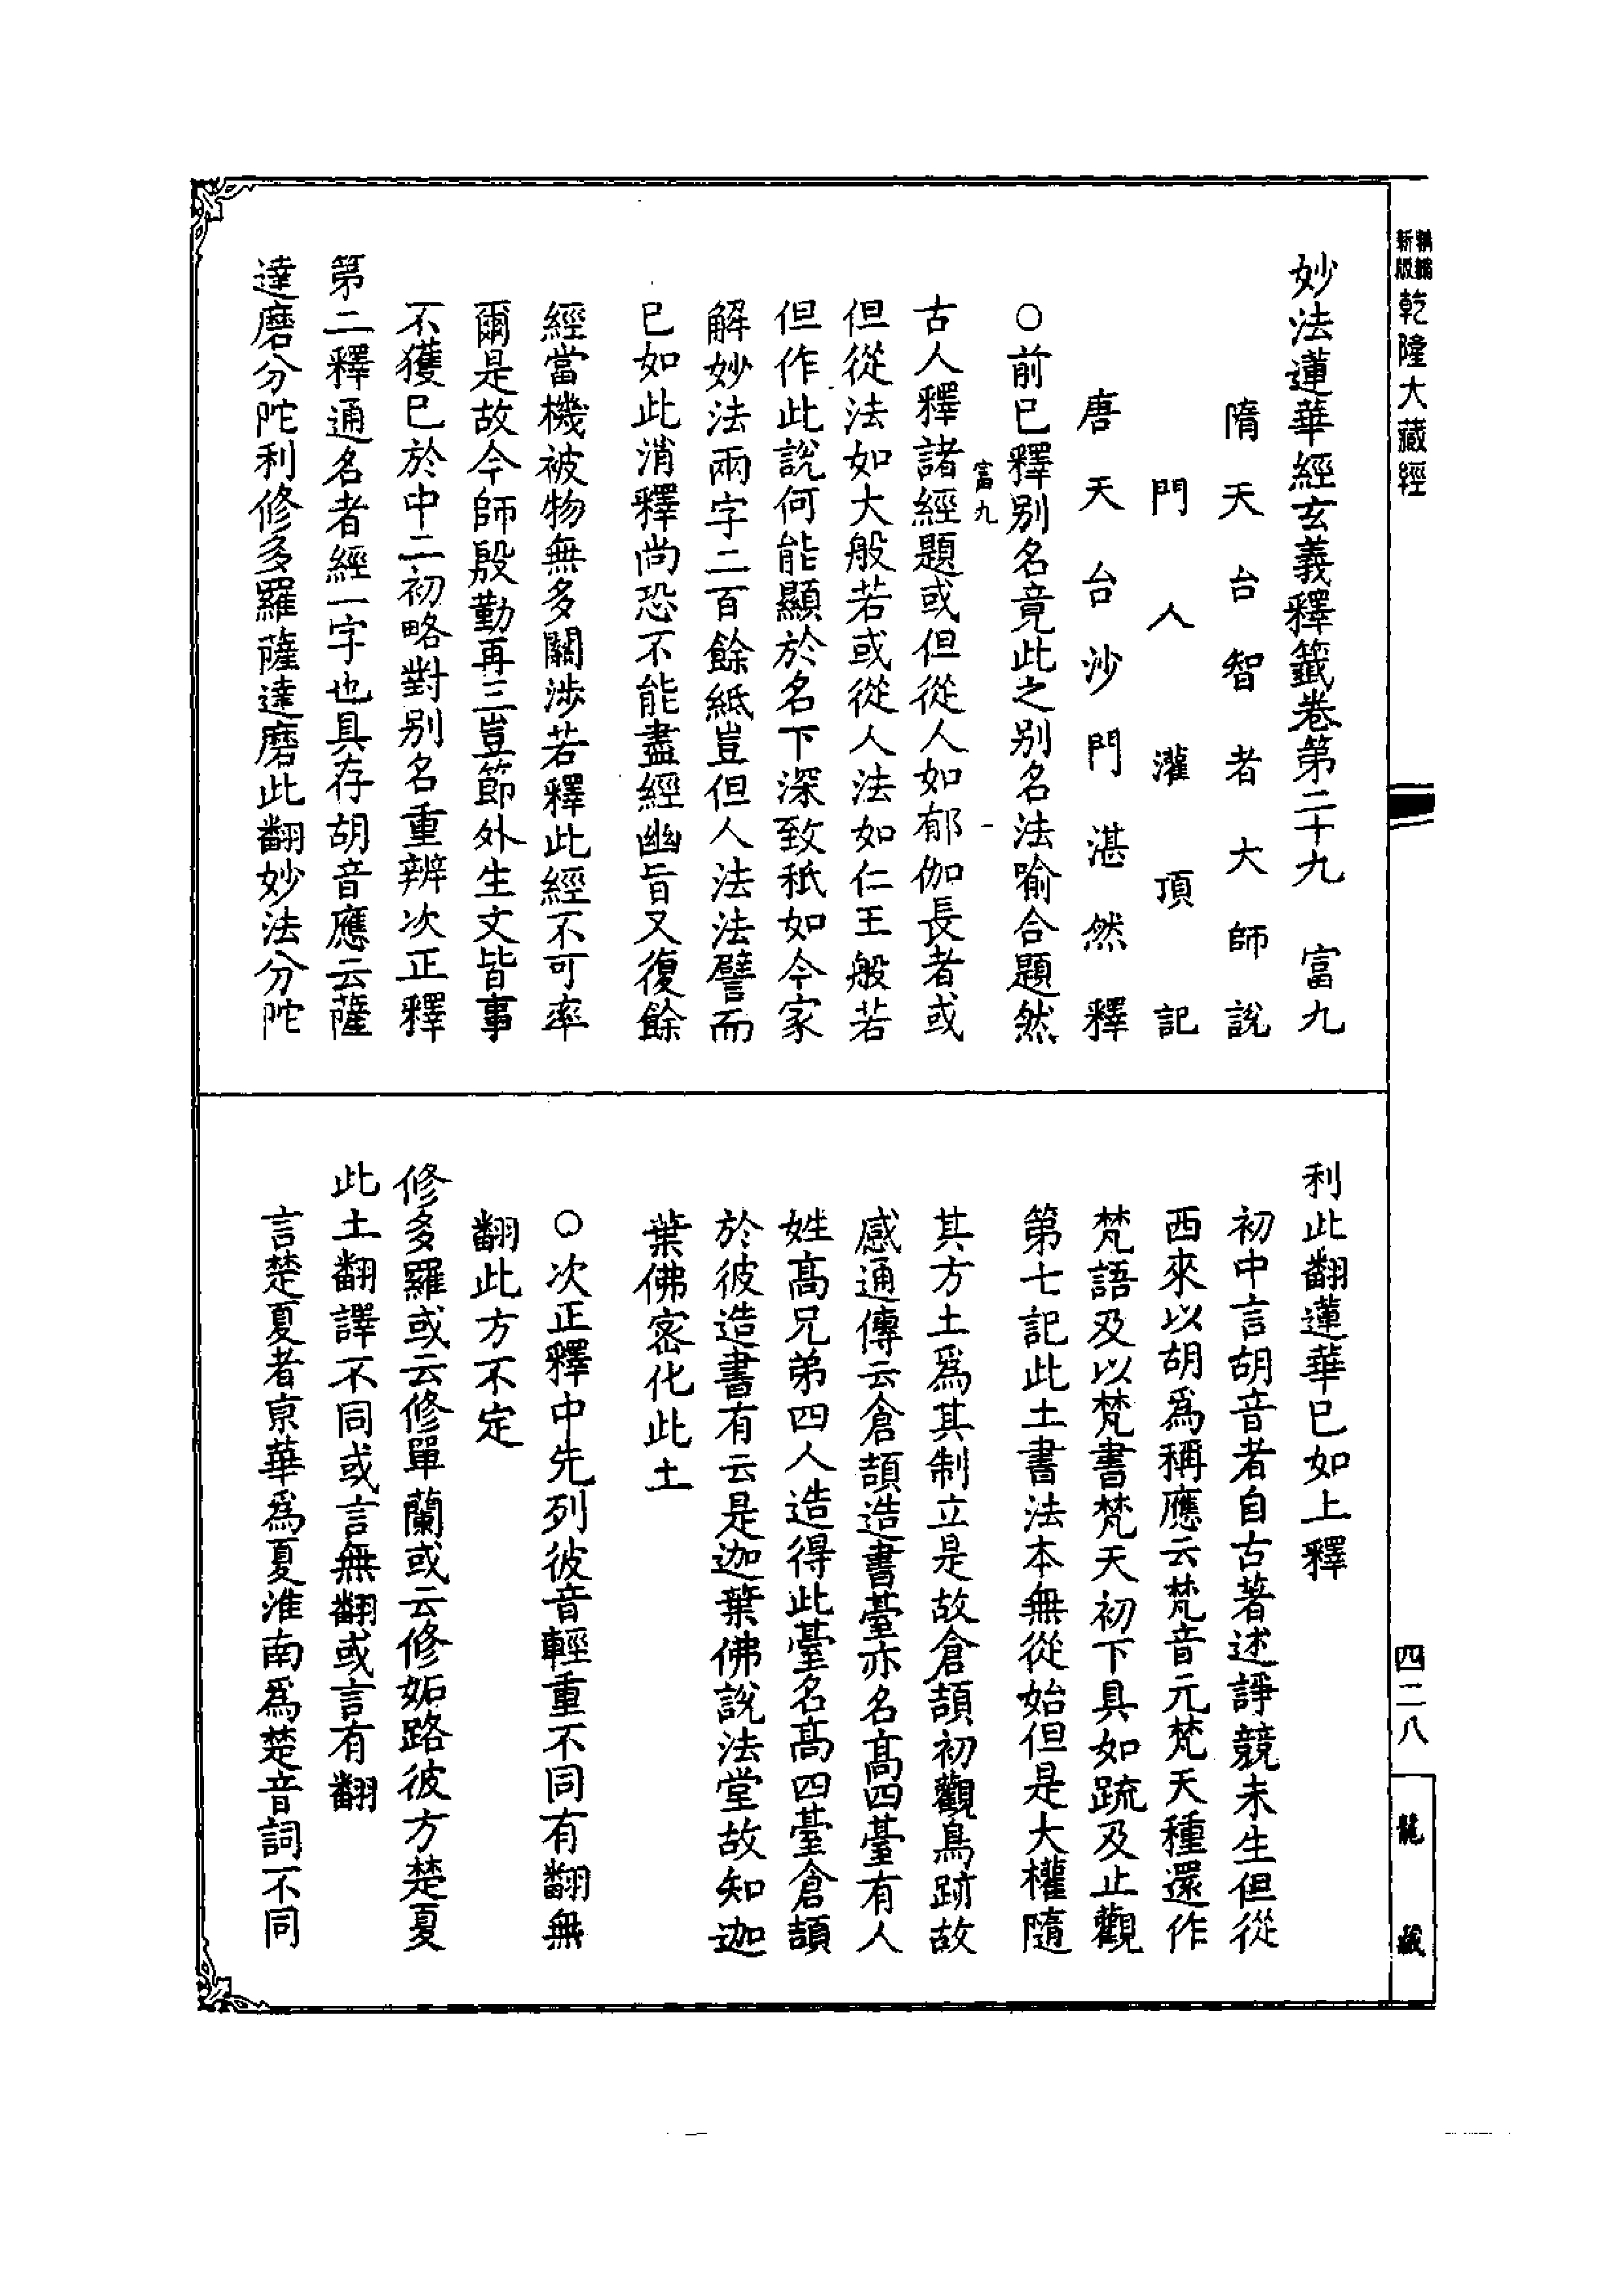 新編
縮版
乾隆大藏經
妙法蓮華經玄義釋籤卷第二十九 富九
隋天台智者大師說
門人灌頂記
唐天台沙門湛然釋
○前已釋別名竟此之別名法喻合題然
富九
古人釋諸經題或但從人如郁伽長者或
但從法如大般若或從人法如仁王般若
但作此說何能顯於名下深致秖如今家
解妙法兩字二百餘紙豈但人法法譬而
已如此消釋尚恐不能盡經幽旨又復餘
經當機被物無多關涉若釋此經不可率
爾是故今師殷勤再三豈節外生文皆事
不獲已於中二初略對別名重辨次正釋
第二釋通名者經一字也具存胡音應云薩
達磨分陀利修多羅薩達磨此翻妙法分陀
利此翻蓮華已如上釋
初中言胡音者自古著述諍競未生但從
西來以胡爲稱應云梵音元梵天種還作
梵語及以梵書梵天初下具如疏及止觀
第七記此土書法本無從始但是大權隨
其方土爲其制立是故倉頡初觀鳥跡故
感通傳云倉頡造書臺亦名高四臺有人
姓高兄弟四人造得此臺名高四臺倉頡
於彼造書有云是迦葉佛說法堂故知迦
葉佛密化此土
○次正釋中先列彼音輕重不同有翻無
翻此方不定
修多羅或云修單蘭或云修妬路彼方楚夏
此土翻譯不同或言無翻或言有翻
言楚夏者京華爲夏淮南爲楚音詞不同
四二八
龍藏